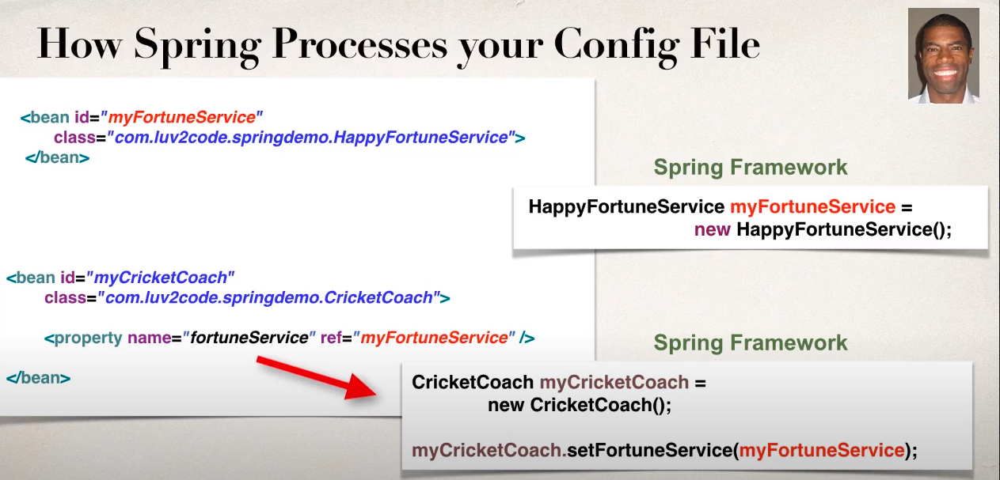 How Spring Processes your Config File
<bean id="myFortuneService"
class="com.luv2code.springdemo.HappyFortuneService">
</bean>
Spring Framework
HappyFortuneService myFortuneService =
new HappyFortuneService();
<bean id="myCricketCoach"
class="com.luv2code.springdemo.CricketCoach">
<property name="fortuneService" ref="myFortuneService" />
</bean>
Spring Framework
CricketCoach myCricketCoach =
new CricketCoach();
myCricketCoach.setFortuneService(myFortuneService);